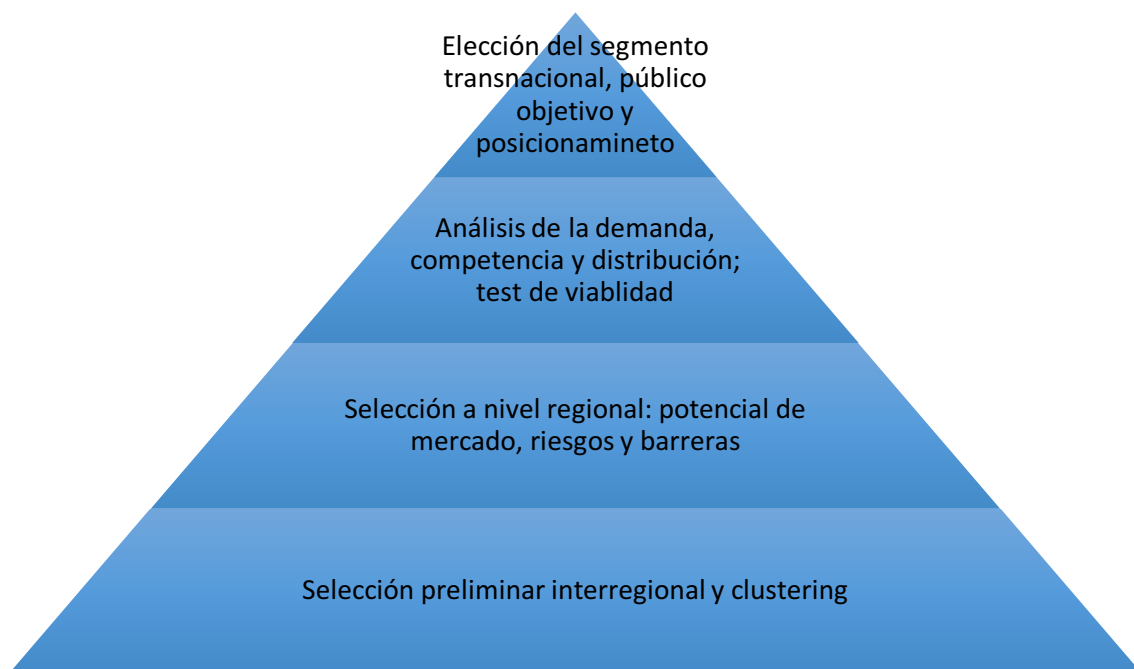 Elección del segmento
transnacional, público
objetivo y
posicionamineto
Análisis de la demanda,
competencia y distribución;
test de viablidad
Selección a nivel regional: potencial de
mercado, riesgos y barreras
Selección preliminar interregional y clustering